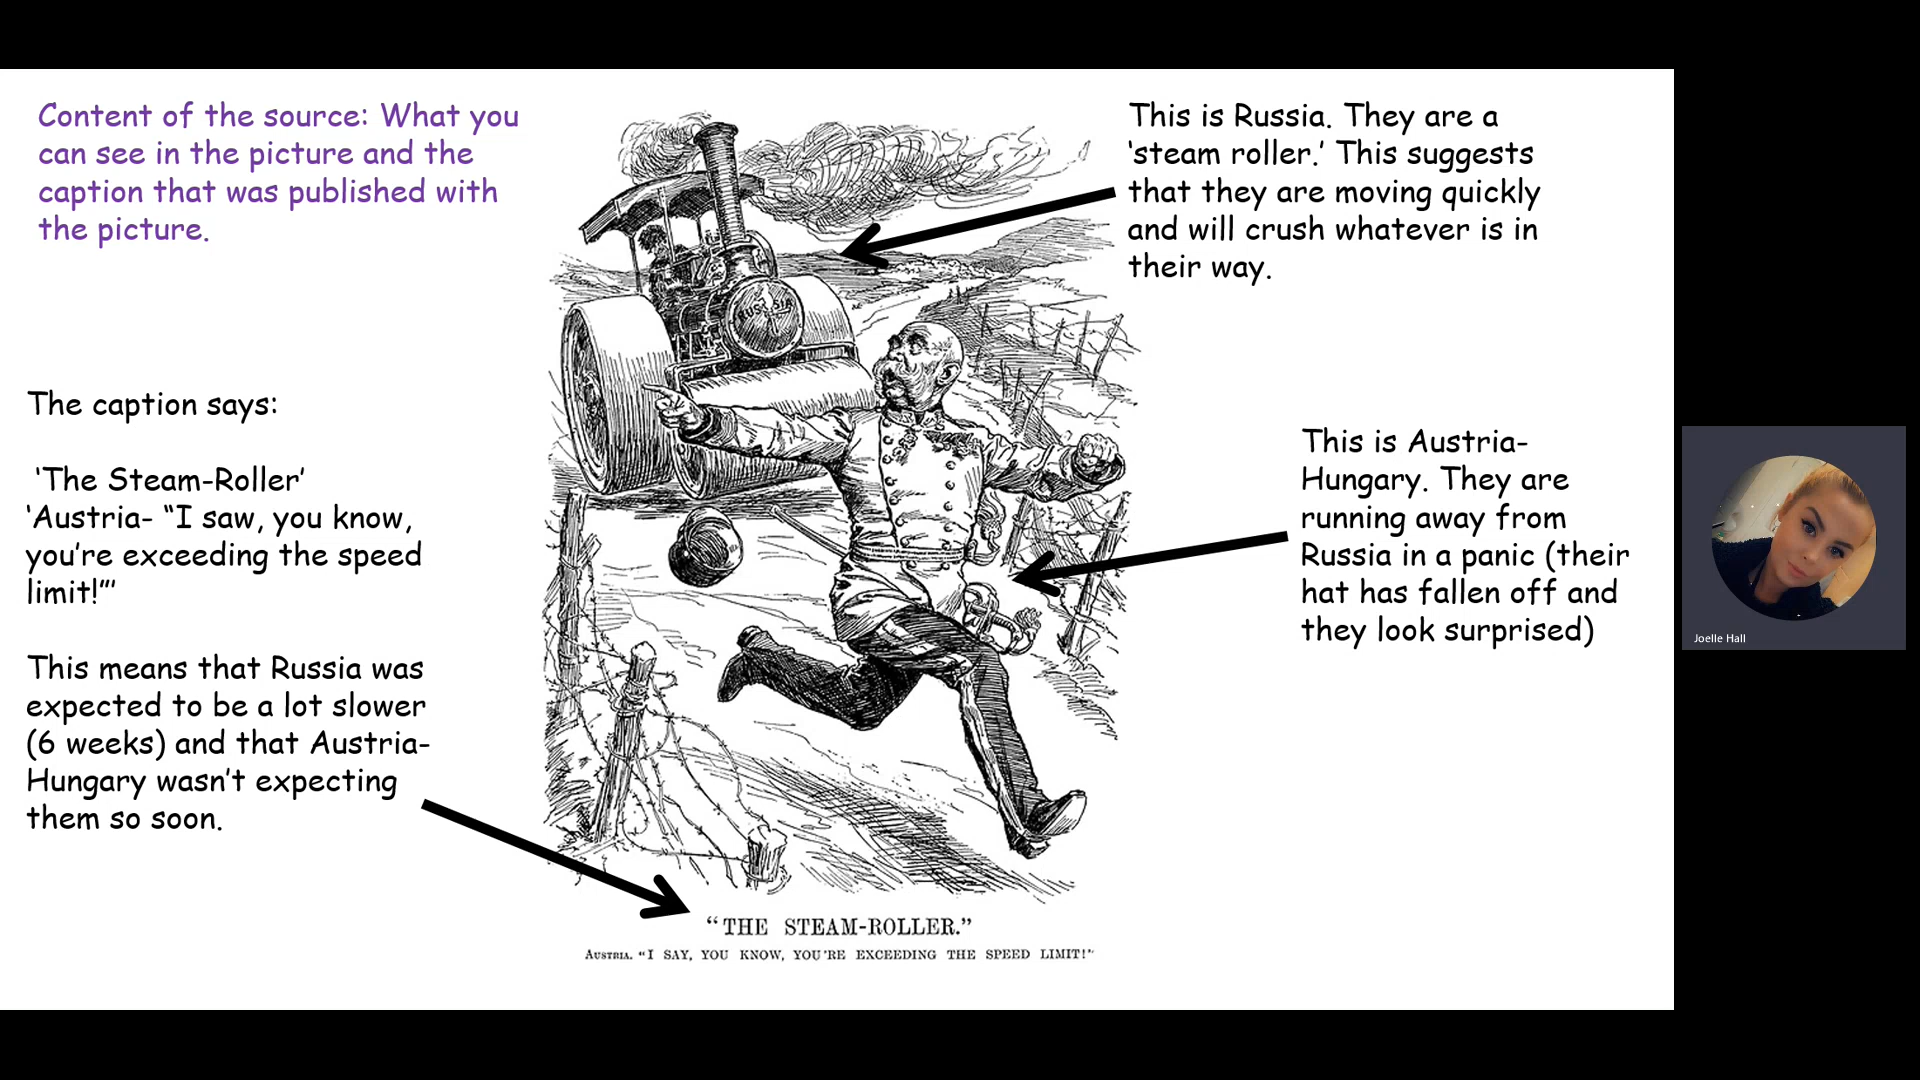 Content of the source: What you
can see in the picture and the
caption that was published with
the picture.
The caption says:
‘The Steam-Roller’
‘Austria- “I saw, you know,
you’re exceeding the speed
limit!”’
This means that Russia was
expected to be a lot slower
(6 weeks) and that Austria-
Hungary wasn’t expecting
them so soon.
RUSSIA
“THE STEAM-ROLLER.”
Austria. “I SAY, YOU KNOW, YOU’RE EXCEEDING THE SPEED LIMIT!”
This is Russia. They are a
‘steam roller.’ This suggests
that they are moving quickly
and will crush whatever is in
their way.
This is Austria-
Hungary. They are
running away from
Russia in a panic (their
hat has fallen off and
they look surprised)
Joelle Hall